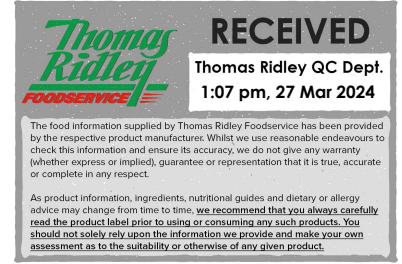 Thomas
Ridley
FOODSERVICE
RECEIVED
Thomas Ridley QC Dept.
1:07 pm, 27 Mar 2024
The food information supplied by Thomas Ridley Foodservice has been provided
by the respective product manufacturer. Whilst we use reasonable endeavours to
check this information and ensure its accuracy, we do not give any warranty
(whether express or implied), guarantee or representation that it is true, accurate
or complete in any respect.
As product information, ingredients, nutritional guides and dietary or allergy
advice may change from time to time, we recommend that you always carefully
read the product label prior to using or consuming any such products. You
should not solely rely upon the information we provide and make your own
assessment as to the suitability or otherwise of any given product.